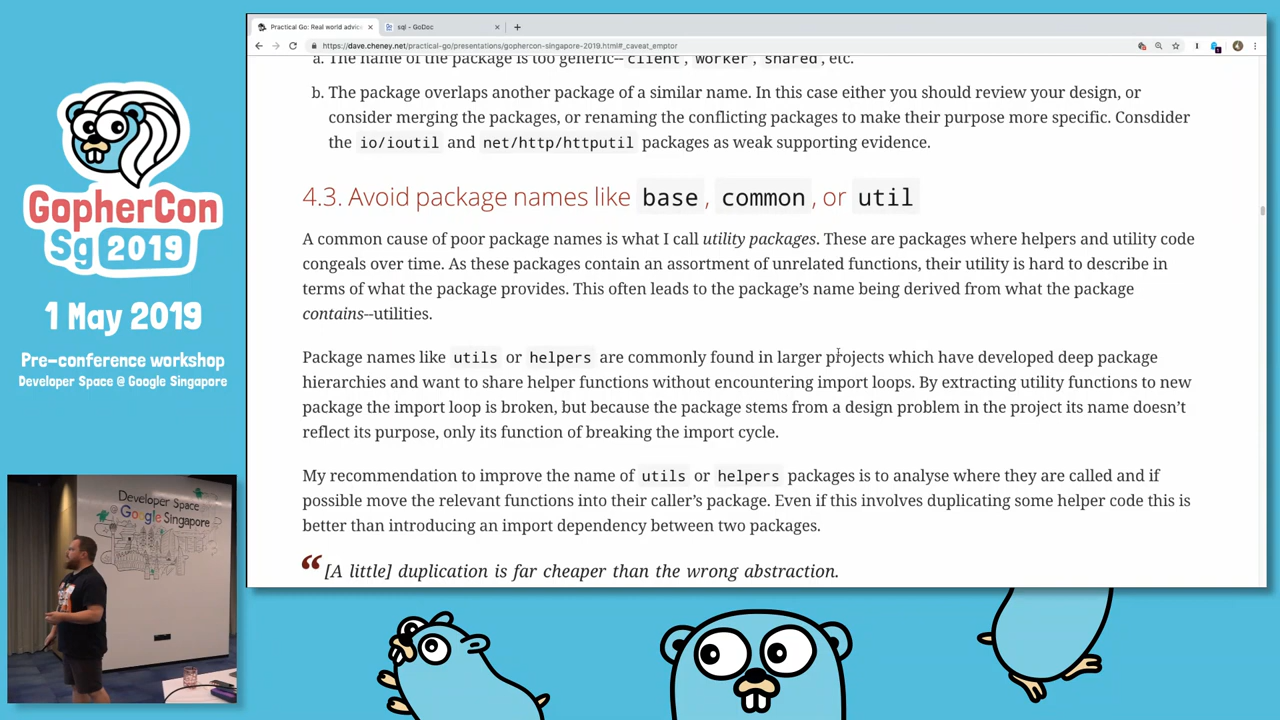 Practical Go: Real world advic
sql - GoDoc
https://dave.cheney.net/practical-go/presentations/gophercon-singapore-2019.html#_caveat_emptor
a. The name of the package is too generic-- client, worker, shared, etc.
b. The package overlaps another package of a similar name. In this case either you should review your design, or
consider merging the packages, or renaming the conflicting packages to make their purpose more specific. Consdider
the io/ioutil and net/http/httputil packages as weak supporting evidence.
4.3. Avoid package names like base, common, or util
A common cause of poor package names is what I call utility packages. These are packages where helpers and utility code
congeals over time. As these packages contain an assortment of unrelated functions, their utility is hard to describe in
terms of what the package provides. This often leads to the package’s name being derived from what the package
contains--utilities.
Package names like utils or helpers are commonly found in larger projects which have developed deep package
hierarchies and want to share helper functions without encountering import loops. By extracting utility functions to new
package the import loop is broken, but because the package stems from a design problem in the project its name doesn’t
reflect its purpose, only its function of breaking the import cycle.
My recommendation to improve the name of utils or helpers packages is to analyse where they are called and if
possible move the relevant functions into their caller’s package. Even if this involves duplicating some helper code this is
better than introducing an import dependency between two packages.
“ [A little] duplication is far cheaper than the wrong abstraction.
GopherCon
Sg 2019
1 May 2019
Pre-conference workshop
Developer Space @ Google Singapore
Developer Space
@ Google Singapore